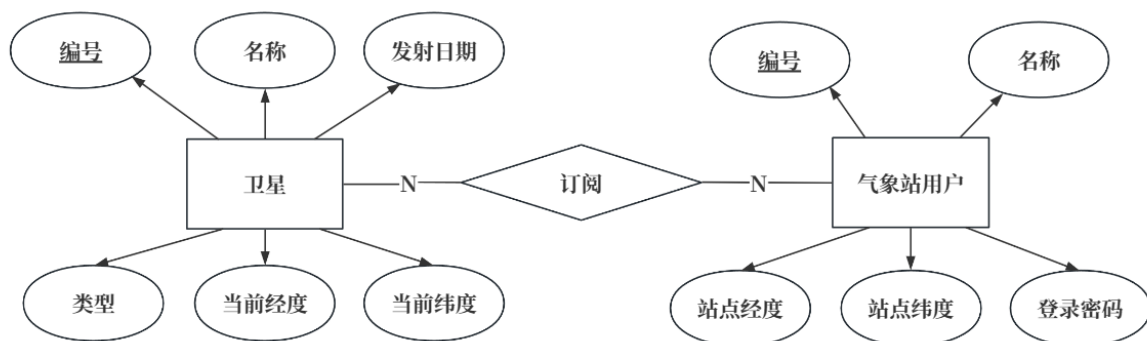 编号
名称
发射日期
编号
名称
卫星
N
订阅
N
气象站用户
类型
当前经度
当前纬度
站点经度
站点纬度
登录密码